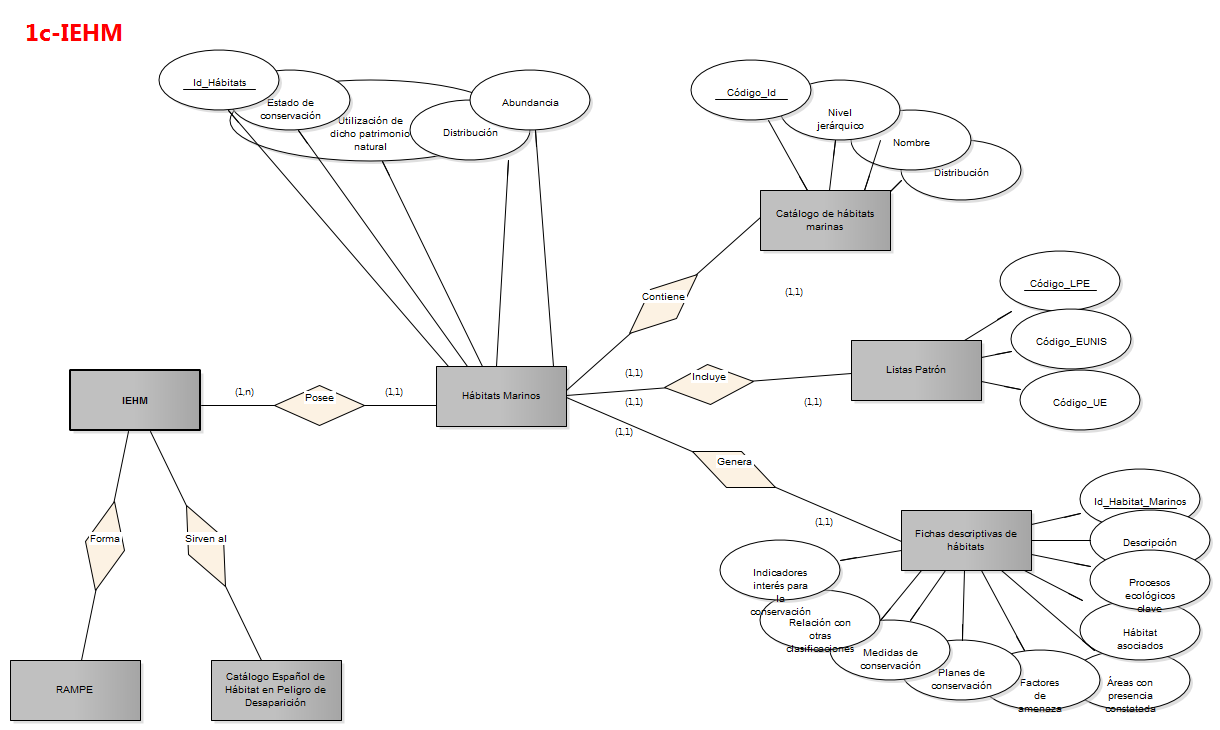 1c-IEHM
Id_Hábitats
Estado de
conservación
Utilización de
dicho patrimonio
natural
Distribución
Abundancia
Código_Id
Nivel
jerárquico
Nombre
Distribución
Catálogo de hábitats
marinas
Contiene
(1,1)
Código_LPE
Código_EUNIS
Código_UE
Listas Patrón
Incluye
(1,1)
(1,1)
(1,1)
(1,1)
IEHM
(1,n)
Posee
(1,1)
Hábitats Marinos
Genera
(1,1)
Fichas descriptivas de
hábitats
Id_Habitat_Marinos
Descripción
Procesos
ecológicos
clave
Hábitat
asociados
Áreas con
presencia
constatada
Factores
de
amenaza
Planes de
conservación
Medidas de
conservación
Relación con
otras
clasificaciones
Indicadores
interés para
la
conservación
Forma
Sirven al
RAMPE
Catálogo Español de
Hábitat en Peligro de
Desaparición